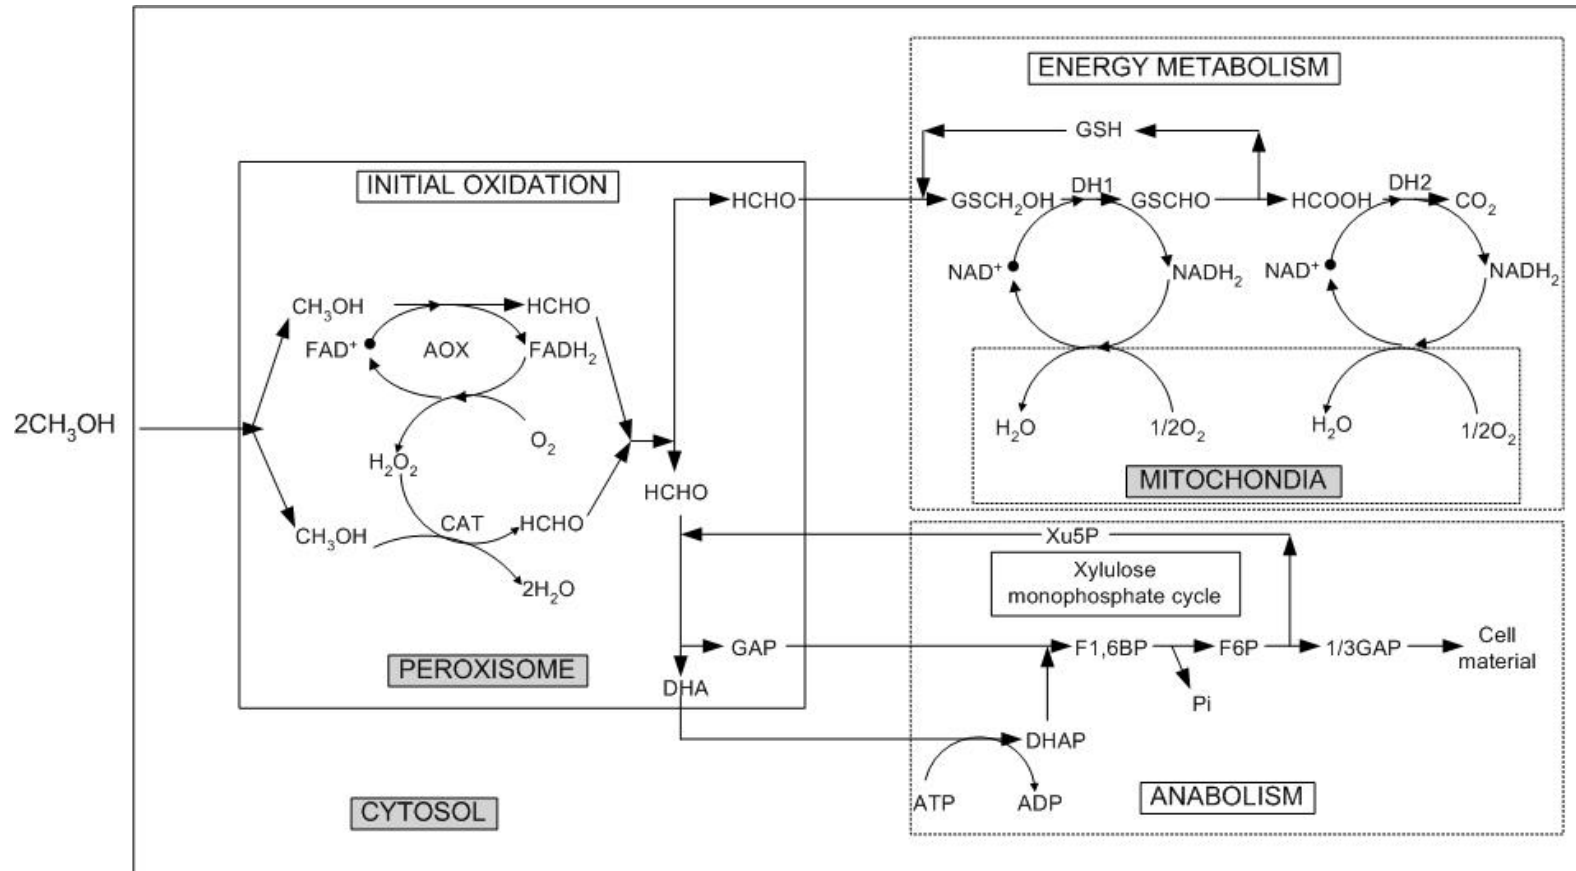 ENERGY METABOLISM
GSH
INITIAL OXIDATION
HCHO
GSCH₂OH
DH1
GSCHO
HCOOH
DH2
CO₂
NAD⁺
NADH₂
NAD⁺
NADH₂
CH₃OH
HCHO
FAD⁺
AOX
FADH₂
2CH₃OH
O₂
H₂O
1/2O₂
H₂O
1/2O₂
H₂O₂
MITOCHONDIA
HCHO
CH₃OH
CAT
HCHO
2H₂O
Xu5P
Xylulose
monophosphate cycle
GAP
F1,6BP
F6P
1/3GAP
Cell
material
PEROXISOME
DHA
Pi
DHAP
ATP
ADP
ANABOLISM
CYTOSOL